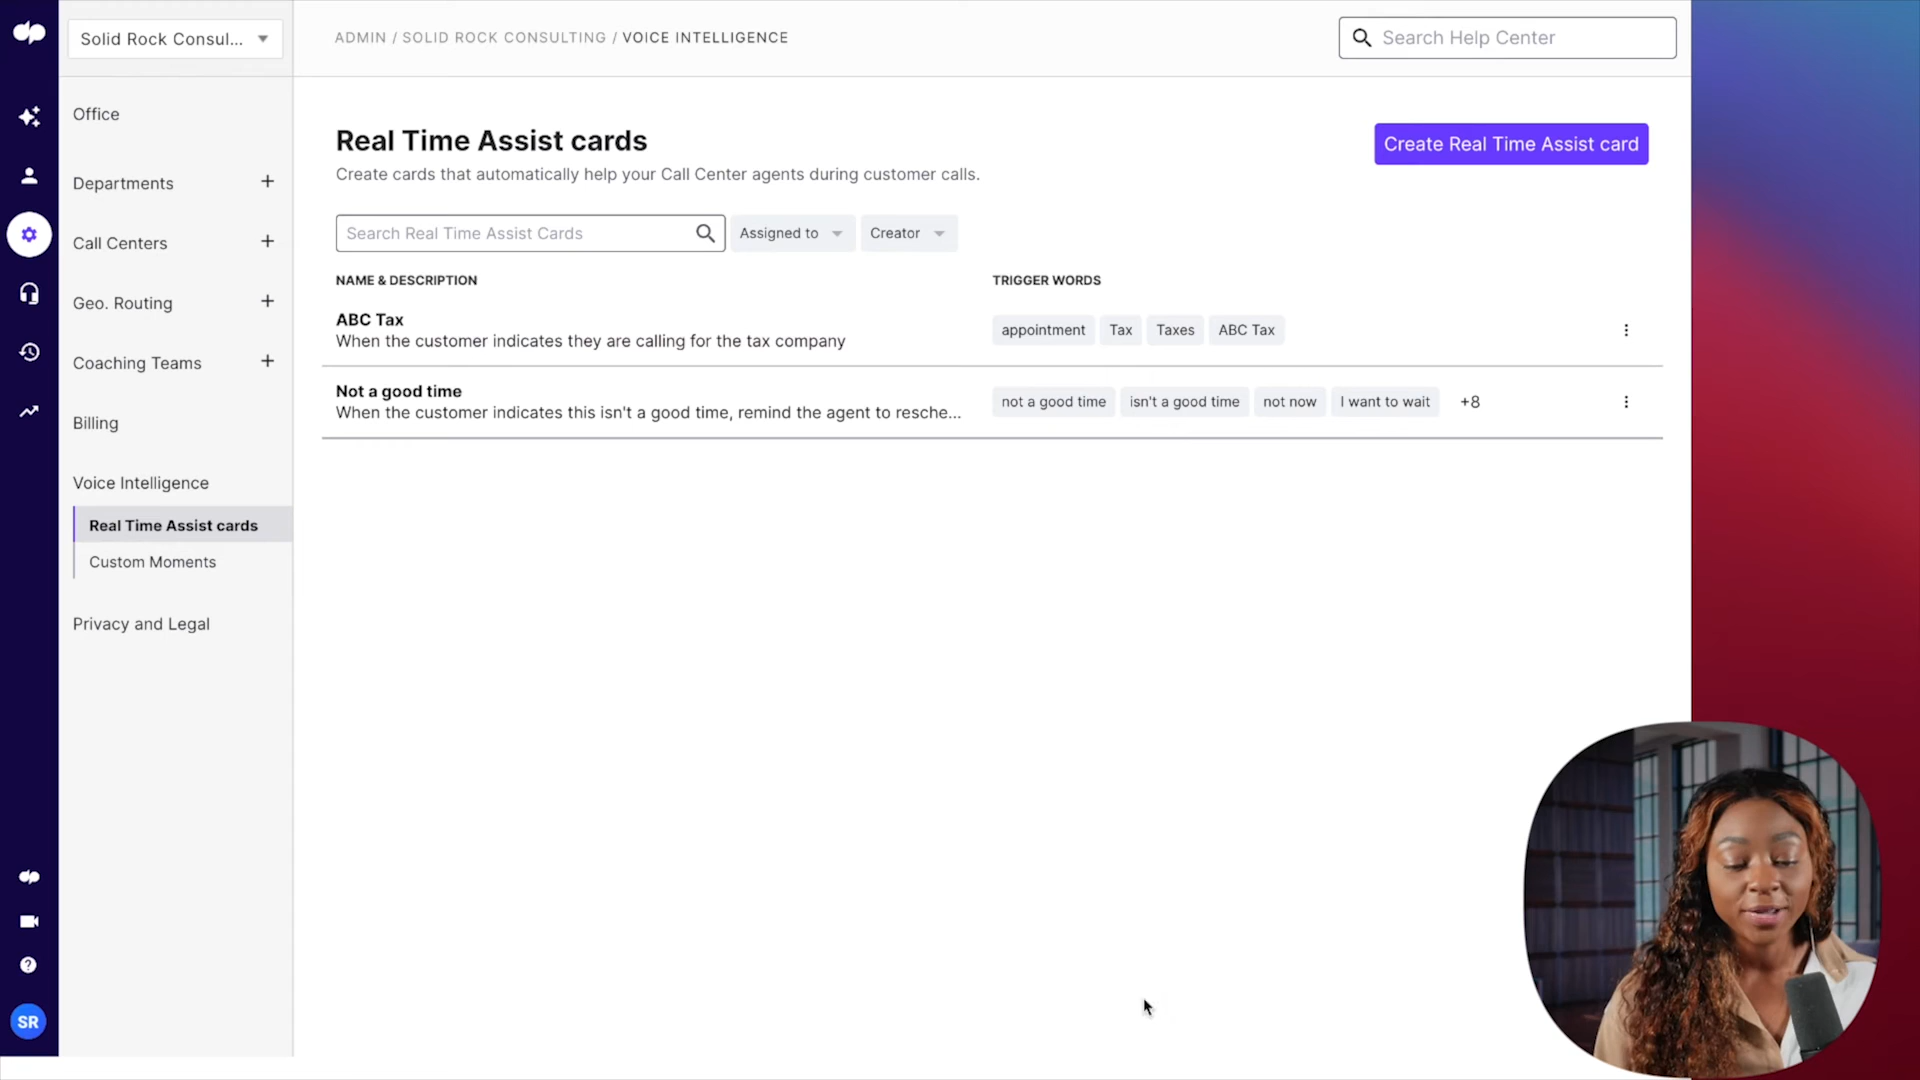 Solid Rock Consul...
ADMIN / SOLID ROCK CONSULTING / VOICE INTELLIGENCE
Search Help Center
Office
Departments
Call Centers
Geo. Routing
Coaching Teams
Billing
Voice Intelligence
Real Time Assist cards
Custom Moments
Privacy and Legal
SR
Real Time Assist cards
Create cards that automatically help your Call Center agents during customer calls.
Create Real Time Assist card
Search Real Time Assist Cards
Assigned to
Creator
NAME & DESCRIPTION
TRIGGER WORDS
ABC Tax
When the customer indicates they are calling for the tax company
appointment Tax Taxes ABC Tax
Not a good time
When the customer indicates this isn't a good time, remind the agent to resche...
not a good time isn't a good time not now I want to wait +8